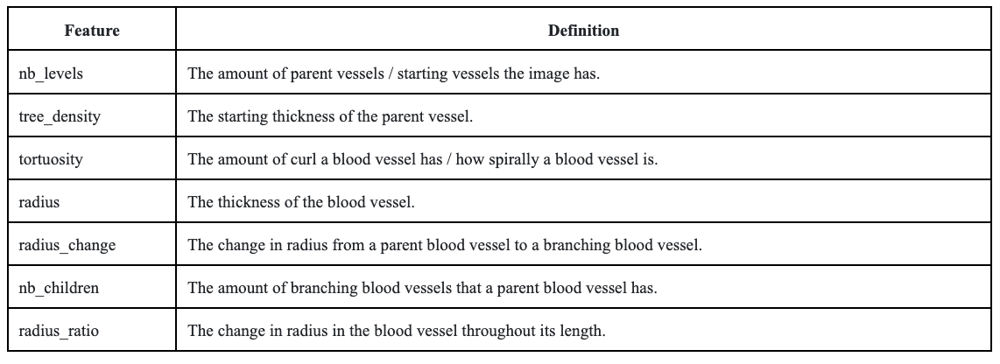 Feature Definition
nb_levels The amount of parent vessels / starting vessels the image has.
tree_density The starting thickness of the parent vessel.
tortuosity The amount of curl a blood vessel has / how spirally a blood vessel is.
radius The thickness of the blood vessel.
radius_change The change in radius from a parent blood vessel to a branching blood vessel.
nb_children The amount of branching blood vessels that a parent blood vessel has.
radius_ratio The change in radius in the blood vessel throughout its length.